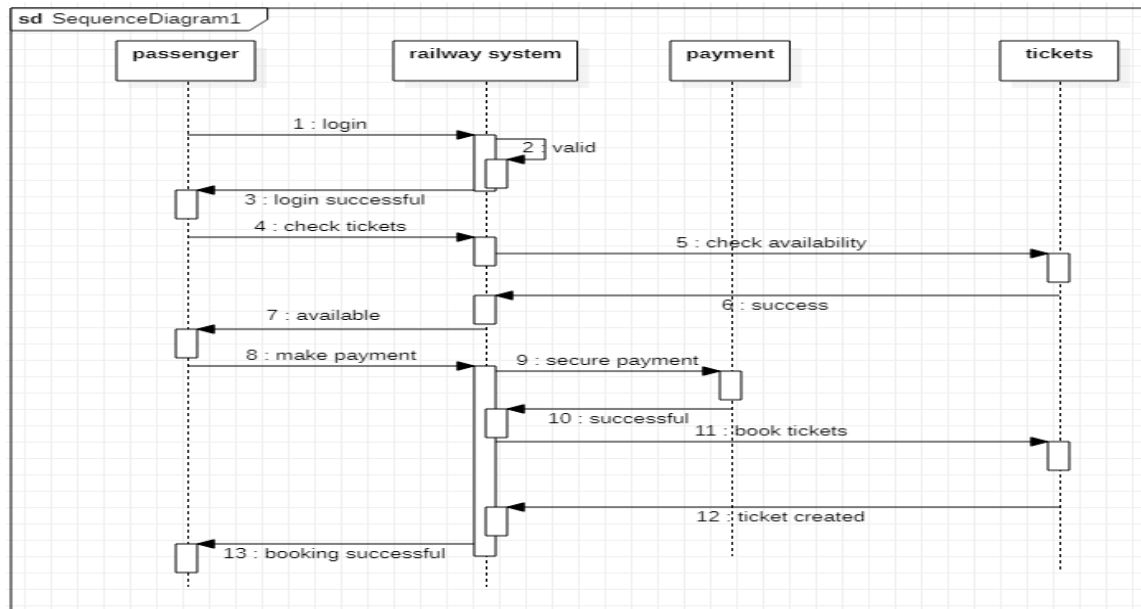 sd SequenceDiagram1
passenger
railway system
payment
tickets
1 : login
2 : valid
3 : login successful
4 : check tickets
5 : check availability
6 : success
7 : available
8 : make payment
9 : secure payment
10 : successful
11 : book tickets
12 : ticket created
13 : booking successful